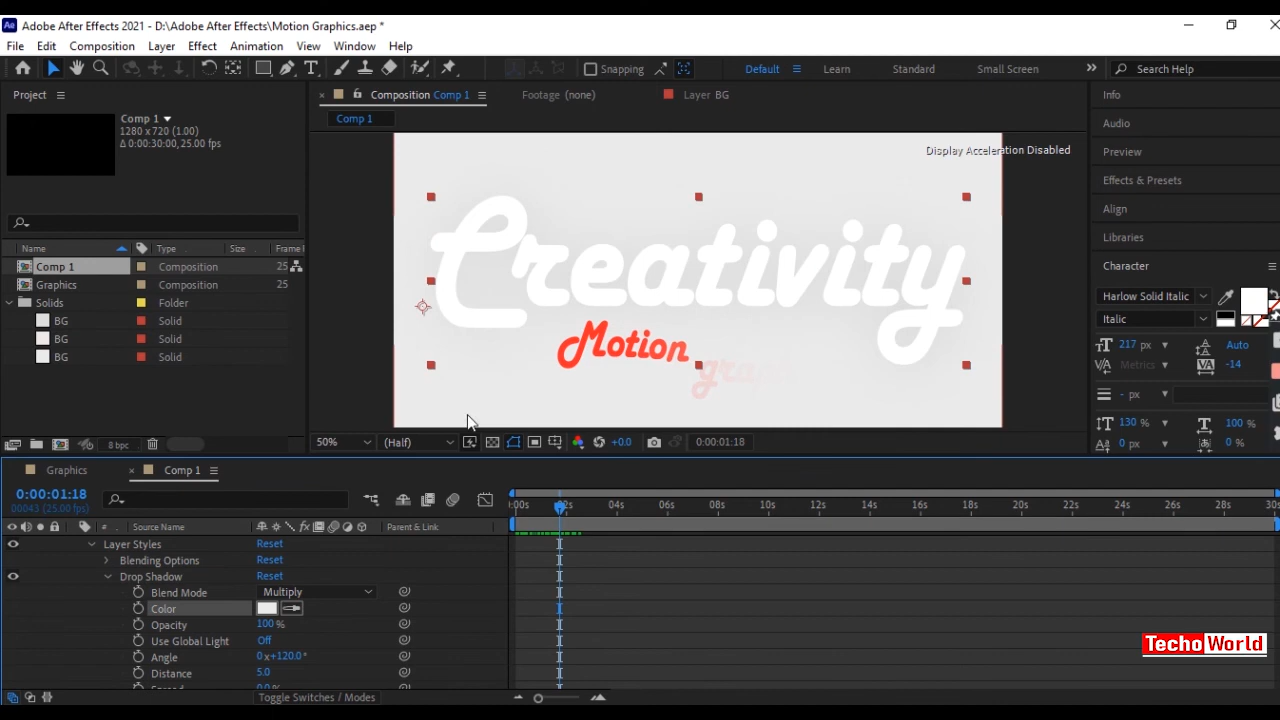 Adobe After Effects 2021 - D:\Adobe After Effects\Motion Graphics.aep *
File Edit Composition Layer Effect Animation View Window Help
Snapping Default Learn Standard Small Screen Search Help
Project Composition Comp 1 Footage (none) Layer BG Info
Comp 1
1280 x 720 (1.00)
Δ 0:00:30:00, 25.00 fps
Comp 1
Display Acceleration Disabled
Audio
Preview
Effects & Presets
Align
Libraries
Character
Creativity
Motion
Name Type Size Frame I
Comp 1 Composition 25
Graphics Composition 25
Solids Folder
BG Solid
BG Solid
BG Solid
Harlow Solid Italic
Italic
217 px Auto
Metrics -14
- px
130 % 100 %
0 px 0 %
8 bpc
50% (Half) +0.0 0:00:01:18
Graphics Comp 1
0:00:01:18
00043 (25.00 fps)
:00s 02s 04s 06s 08s 10s 12s 14s 16s 18s 20s 22s 24s 26s 28s 30s
# Source Name Parent & Link
Layer Styles Reset
Blending Options Reset
Drop Shadow Reset
Blend Mode Multiply
Color
Opacity 100 %
Use Global Light Off
Angle 0 x+120.0 °
Distance 5.0
Spread 0.0 %
Toggle Switches / Modes
Techo World